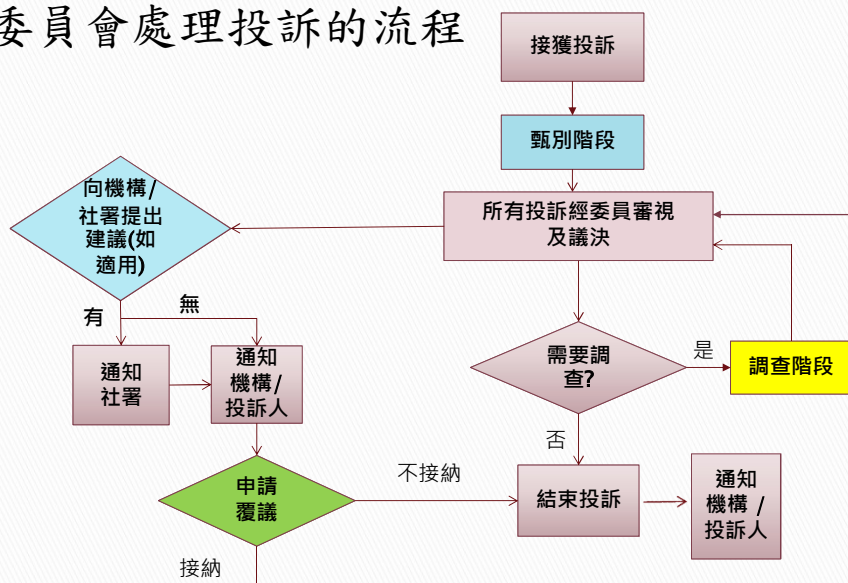 委員會處理投訴的流程
接獲投訴
甄別階段
向機構/
社署提出
建議(如
適用)
所有投訴經委員審視
及議決
有
無
通知
社署
通知
機構/
投訴人
需要調
查?
是
調查階段
否
申請
覆議
不接納
結束投訴
通知
機構 /
投訴人
接納